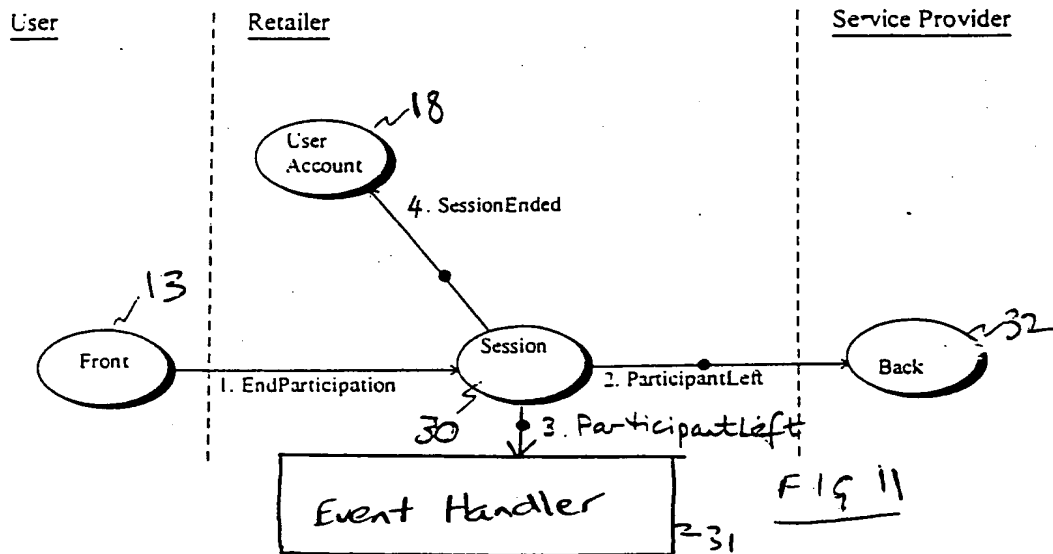 User
Retailer
Service Provider
18
User
Account
4. SessionEnded
13
32
Front
Session
Back
1. EndParticipation
2. ParticipantLeft
30
3. ParticipantLeft
Event Handler
31
FIG 11